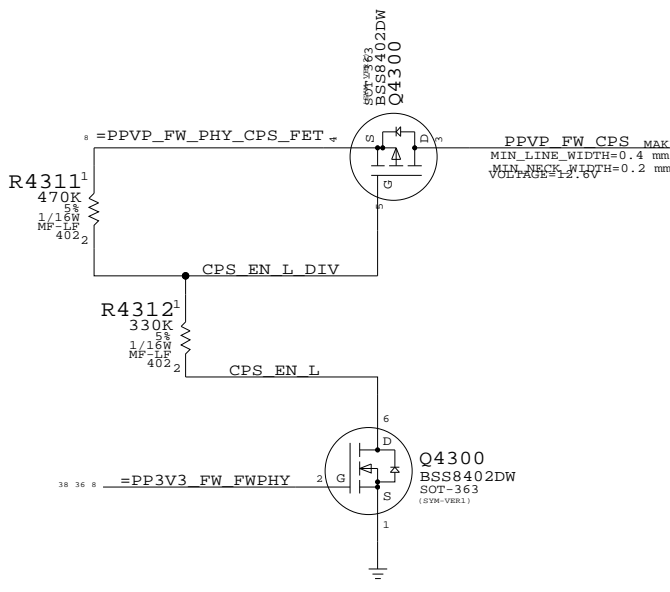 SOT-363
BSS8402DW
Q4300
8 =PPVP_FW_PHY_CPS_FET 4
S
D
3
G
5
PPVP_FW_CPS MAK
MIN_LINE_WIDTH=0.4 mm
MIN_NECK_WIDTH=0.2 mm
VOLTAGE=12.6V
R4311 1
470K
5%
1/16W
MF-LF
402 2
CPS_EN_L_DIV
R4312 1
330K
5%
1/16W
MF-LF
402 2
CPS_EN_L
6
D
38 36 8 =PP3V3_FW_FWPHY 2 G
S
1
Q4300
BSS8402DW
SOT-363
(SYM-VER1)